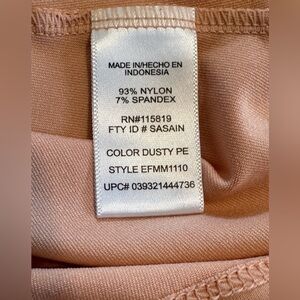 MADE IN/HECHO EN
INDONESIA
93% NYLON
7% SPANDEX
RN#115819
FTY ID # SASAIN
COLOR DUSTY PE
STYLE EFMM1110
UPC# 039321444736